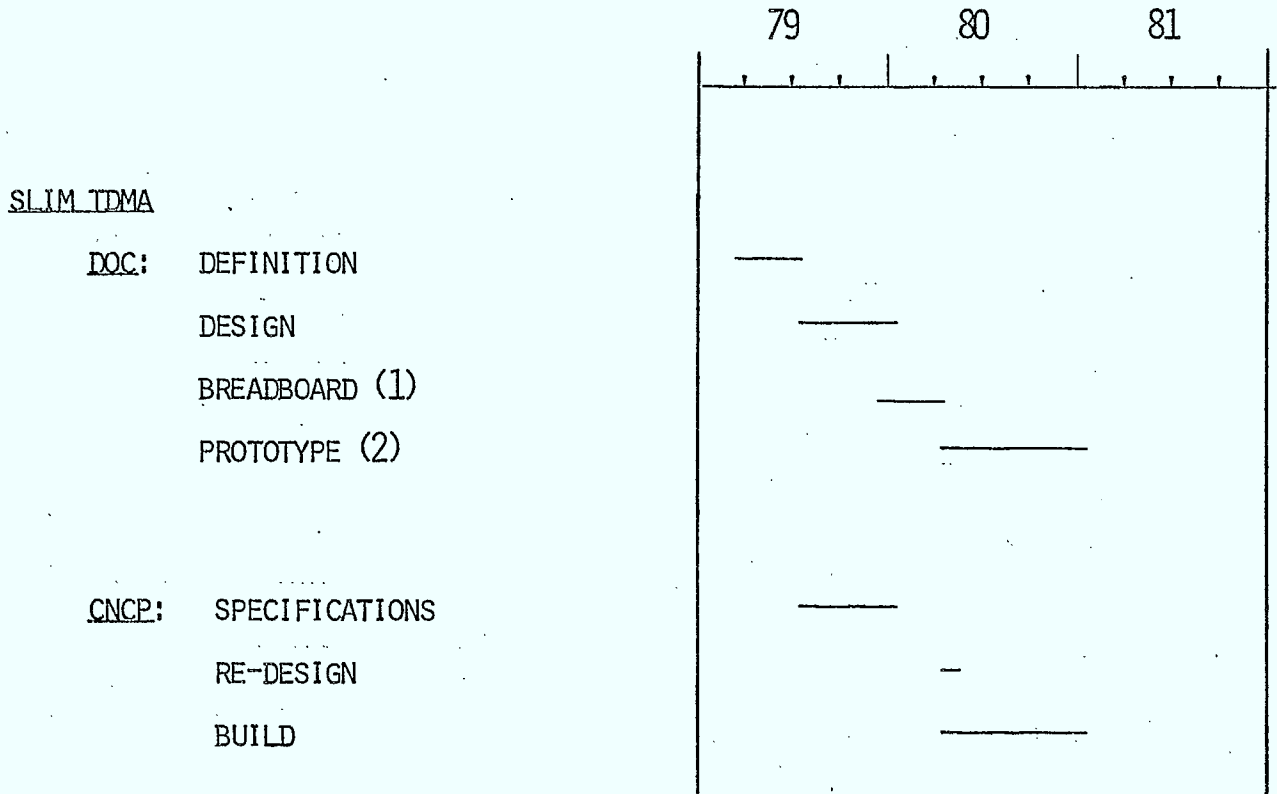 79 80 81
SLIM TDMA
DOC: DEFINITION
DESIGN
BREADBOARD (1)
PROTOTYPE (2)
CNCP: SPECIFICATIONS
RE-DESIGN
BUILD